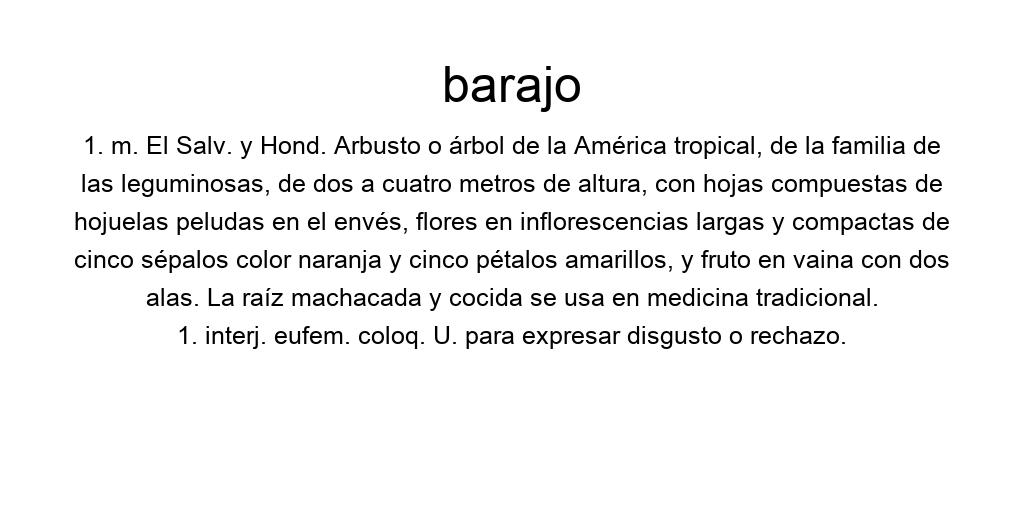 barajo
1. m. El Salv. y Hond. Arbusto o árbol de la América tropical, de la familia de
las leguminosas, de dos a cuatro metros de altura, con hojas compuestas de
hojuelas peludas en el envés, flores en inflorescencias largas y compactas de
cinco sépalos color naranja y cinco pétalos amarillos, y fruto en vaina con dos
alas. La raíz machacada y cocida se usa en medicina tradicional.
1. interj. eufem. coloq. U. para expresar disgusto o rechazo.